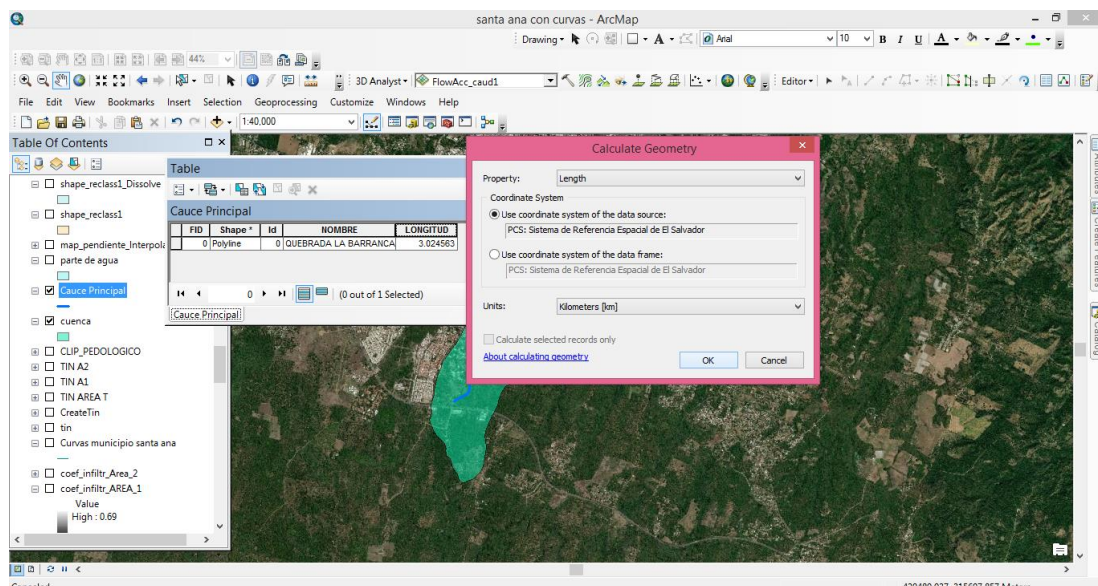 santa ana con curvas - ArcMap
Drawing A Arial 10 B I U A
44%
3D Analyst FlowAcc_caud1 Editor
File Edit View Bookmarks Insert Selection Geoprocessing Customize Windows Help
1:40,000
Table Of Contents
shape_reclass1_Dissolve
shape_reclass1
map_pendiente_Interpola
parte de agua
Cauce Principal
cuenca
CLIP_PEDOLOGICO
TIN A2
TIN A1
TIN AREA T
CreateTin
tin
Curvas municipio santa ana
coef_infiltr_Area_2
coef_infiltr_AREA_1
Value
High : 0.69
Table
Cauce Principal
FID Shape * Id NOMBRE LONGITUD
0 Polyline 0 QUEBRADA LA BARRANCA 3.024563
0 (0 out of 1 Selected)
Cauce Principal
Calculate Geometry
Property: Length
Coordinate System
Use coordinate system of the data source:
PCS: Sistema de Referencia Espacial de El Salvador
Use coordinate system of the data frame:
PCS: Sistema de Referencia Espacial de El Salvador
Units: Kilometers [km]
Calculate selected records only
About calculating geometry
OK Cancel